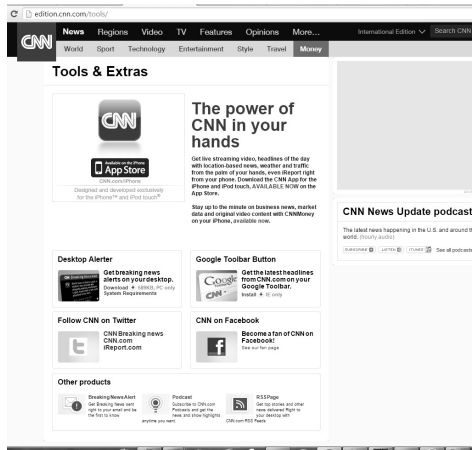 edition.cnn.com/tools/
CNN
News Regions Video TV Features Opinions More...
International Edition
Search CNN
World Sport Technology Entertainment Style Travel Money
Tools & Extras
CNN
Available on the iPhone
App Store
CNN.com/iPhone
Designed and developed exclusively
for the iPhone™ and iPod touch®
The power of
CNN in your
hands
Get live streaming video, headlines of the day
with location-based news, weather and traffic
from the palm of your hands, even iReport right
from your phone. Download the CNN App for the
iPhone and iPod touch, AVAILABLE NOW on the
App Store.
Stay up to the minute on business news, market
data and original video content with CNNMoney
on your iPhone, available now.
CNN News Update podcast
The latest news happening in the U.S. and around t
world. (hourly audio)
SUBSCRIBE LISTEN iTUNES See all podcasts
Desktop Alerter
Get breaking news
alerts on your desktop.
Download 589KB, PC only
System Requirements
Google Toolbar Button
Google
CNN
Get the latest headlines
from CNN.com on your
Google Toolbar.
Install IE only
Follow CNN on Twitter
t
CNN Breaking news
CNN.com
iReport.com
CNN on Facebook
f
Become a fan of CNN on
Facebook!
See our fan page.
Other products
Breaking News Alert
Get Breaking News sent
right to your email and be
the first to know
Podcast
Subscribe to CNN.com
Podcasts and get the
news and show highlights
anytime you want.
RSS Page
Get top stories and other
news delivered Right to
your desktop with
CNN.com RSS Feeds.